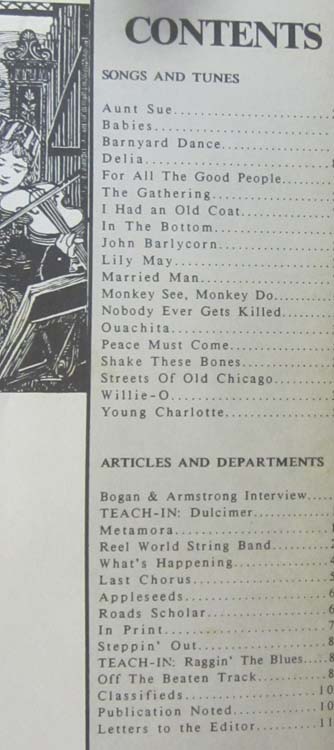 CONTENTS
SONGS AND TUNES
Aunt Sue
Babies
Barnyard Dance
Delia
For All The Good People
The Gathering
I Had an Old Coat
In The Bottom
John Barlycorn
Lily May
Married Man
Monkey See, Monkey Do
Nobody Ever Gets Killed
Ouachita
Peace Must Come
Shake These Bones
Streets Of Old Chicago
Willie-O
Young Charlotte
ARTICLES AND DEPARTMENTS
Bogan & Armstrong Interview
TEACH-IN: Dulcimer
Metamora
Reel World String Band
What's Happening
Last Chorus
Appleseeds
Roads Scholar
In Print
Steppin' Out
TEACH-IN: Raggin' The Blues
Off The Beaten Track
Classifieds
Publication Noted
Letters to the Editor